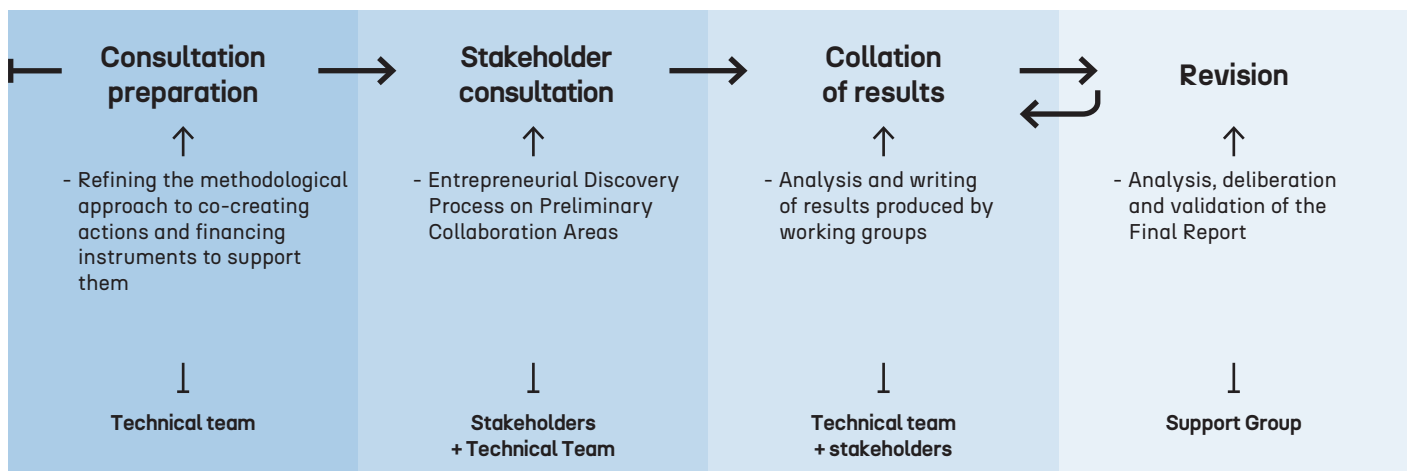 Consultation
preparation
- Refining the methodological
approach to co-creating
actions and financing
instruments to support
them
Technical team
Stakeholder
consultation
- Entrepreneurial Discovery
Process on Preliminary
Collaboration Areas
Stakeholders
+ Technical Team
Collation
of results
- Analysis and writing
of results produced by
working groups
Technical team
+ stakeholders
Revision
- Analysis, deliberation
and validation of the
Final Report
Support Group